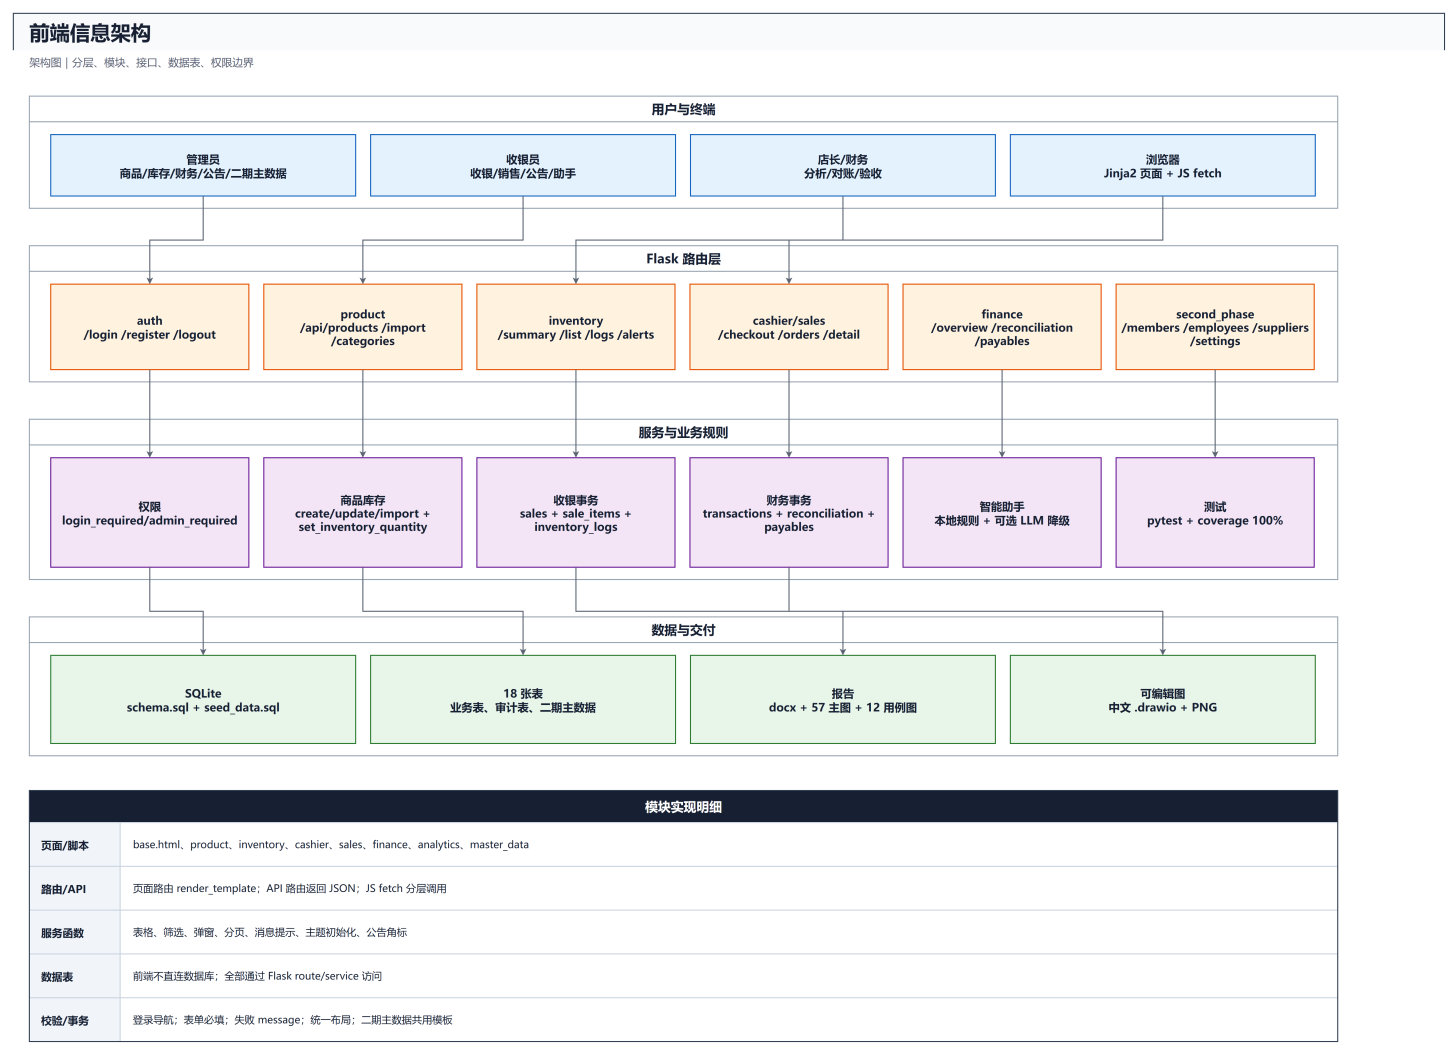 前端信息架构
架构图 | 分层、模块、接口、数据表、权限边界
用户与终端
管理员
商品/库存/财务/公告/二期主数据
收银员
收银/销售/公告/助手
店长/财务
分析/对账/验收
浏览器
Jinja2 页面 + JS fetch
Flask 路由层
auth
/login /register /logout
product
/api/products /import
/categories
inventory
/summary /list /logs /alerts
cashier/sales
/checkout /orders /detail
finance
/overview /reconciliation
/payables
second_phase
/members /employees /suppliers
/settings
服务与业务规则
权限
login_required/admin_required
商品库存
create/update/import +
set_inventory_quantity
收银事务
sales + sale_items +
inventory_logs
财务事务
transactions + reconciliation +
payables
智能助手
本地规则 + 可选 LLM 降级
测试
pytest + coverage 100%
数据与交付
SQLite
schema.sql + seed_data.sql
18 张表
业务表、审计表、二期主数据
报告
docx + 57 主图 + 12 用例图
可编辑图
中文 .drawio + PNG
模块实现明细
页面/脚本
base.html、product、inventory、cashier、sales、finance、analytics、master_data
路由/API
页面路由 render_template；API 路由返回 JSON；JS fetch 分层调用
服务函数
表格、筛选、弹窗、分页、消息提示、主题初始化、公告角标
数据表
前端不直连数据库；全部通过 Flask route/service 访问
校验/事务
登录导航；表单必填；失败 message；统一布局；二期主数据共用模板